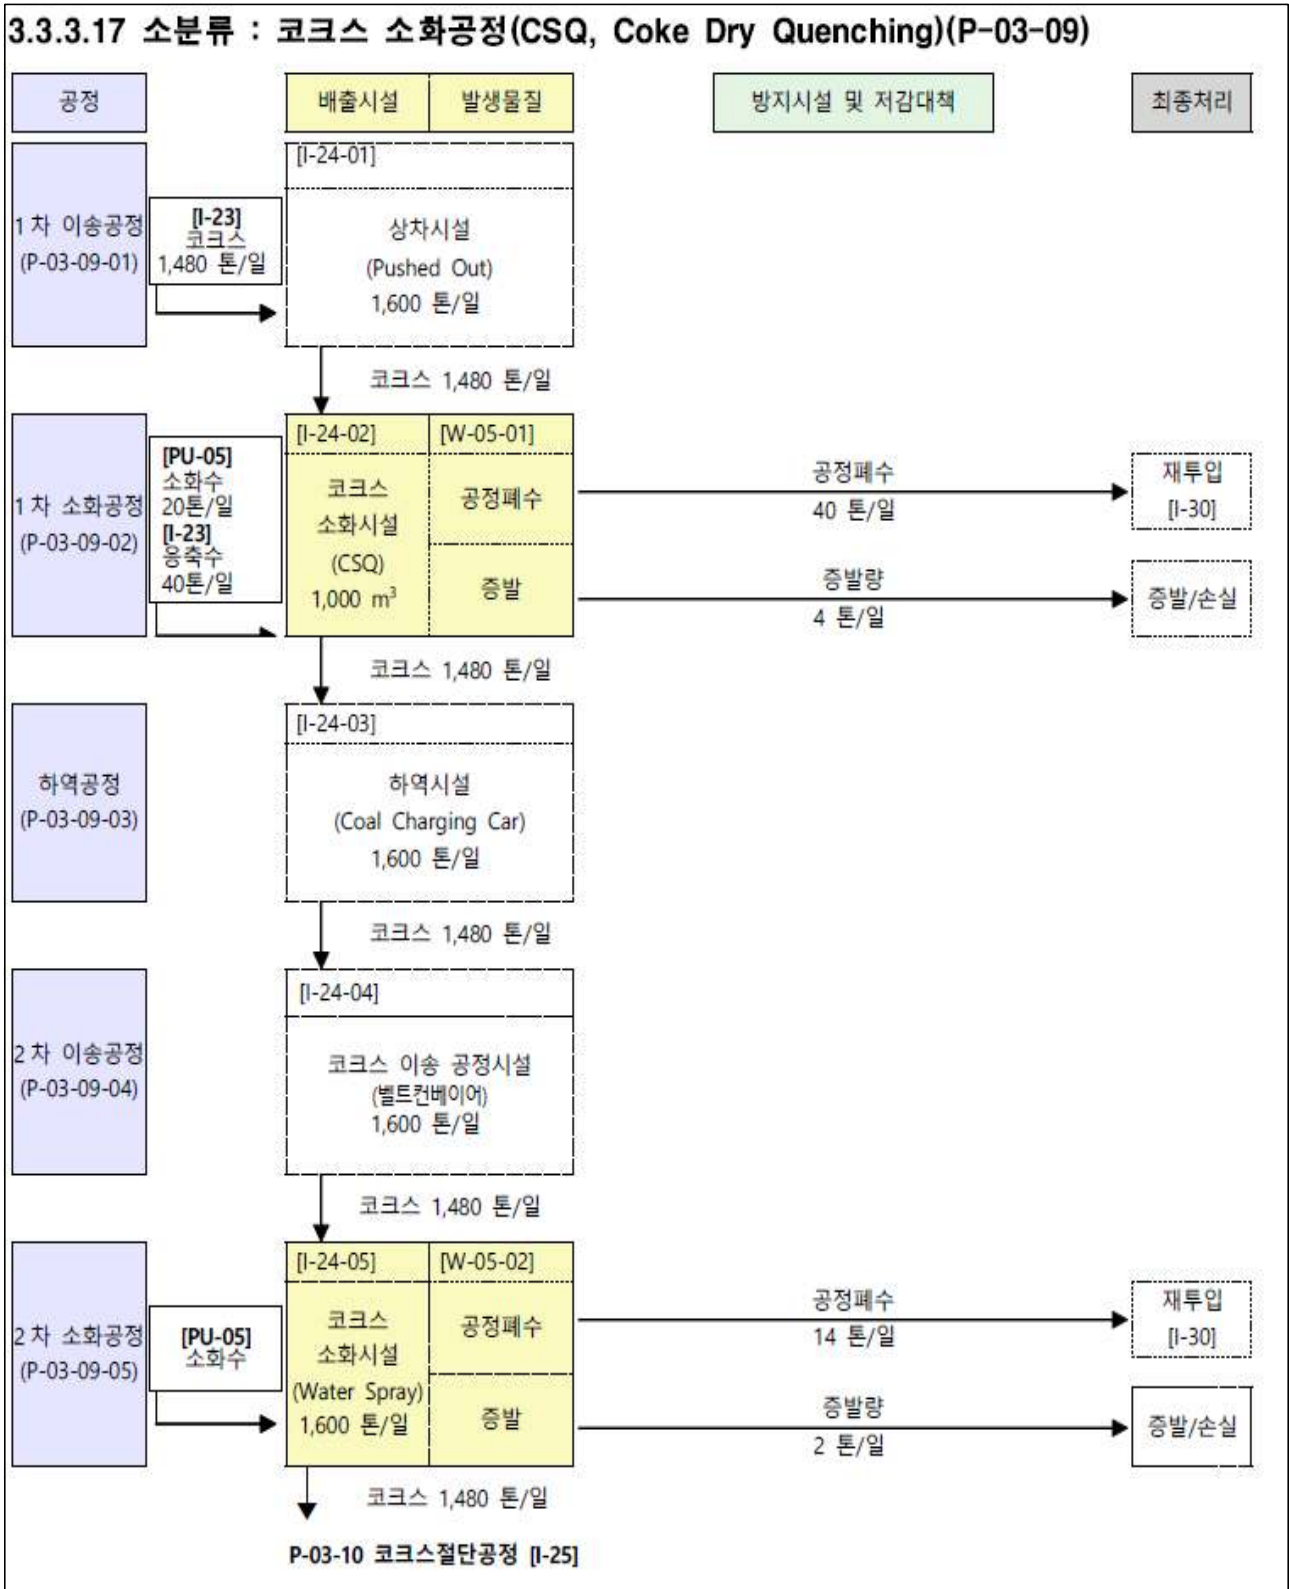 3.3.3.17 소분류 : 코크스 소화공정(CSQ, Coke Dry Quenching)(P-03-09)
공정
배출시설
발생물질
방지시설 및 저감대책
최종처리
1 차 이송공정
(P-03-09-01)
[I-23]
코크스
1,480 톤/일
[I-24-01]
상차시설
(Pushed Out)
1,600 톤/일
코크스 1,480 톤/일
1 차 소화공정
(P-03-09-02)
[PU-05]
소화수
20톤/일
[I-23]
응축수
40톤/일
[I-24-02]
코크스
소화시설
(CSQ)
1,000 m³
[W-05-01]
공정폐수
증발
공정폐수
40 톤/일
재투입
[I-30]
증발량
4 톤/일
증발/손실
코크스 1,480 톤/일
하역공정
(P-03-09-03)
[I-24-03]
하역시설
(Coal Charging Car)
1,600 톤/일
코크스 1,480 톤/일
2 차 이송공정
(P-03-09-04)
[I-24-04]
코크스 이송 공정시설
(벨트컨베이어)
1,600 톤/일
코크스 1,480 톤/일
2 차 소화공정
(P-03-09-05)
[PU-05]
소화수
[I-24-05]
코크스
소화시설
(Water Spray)
1,600 톤/일
[W-05-02]
공정폐수
증발
공정폐수
14 톤/일
재투입
[I-30]
증발량
2 톤/일
증발/손실
코크스 1,480 톤/일
P-03-10 코크스절단공정 [I-25]